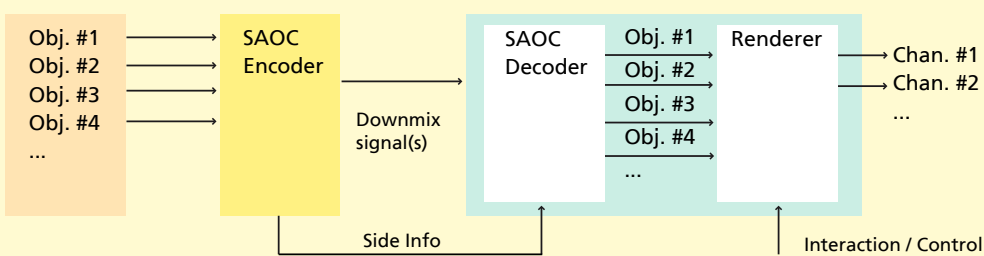 Obj. #1
Obj. #2
Obj. #3
Obj. #4
...
SAOC
Encoder
Downmix
signal(s)
Side Info
SAOC
Decoder
Obj. #1
Obj. #2
Obj. #3
Obj. #4
...
Renderer
Chan. #1
Chan. #2
...
Interaction / Control